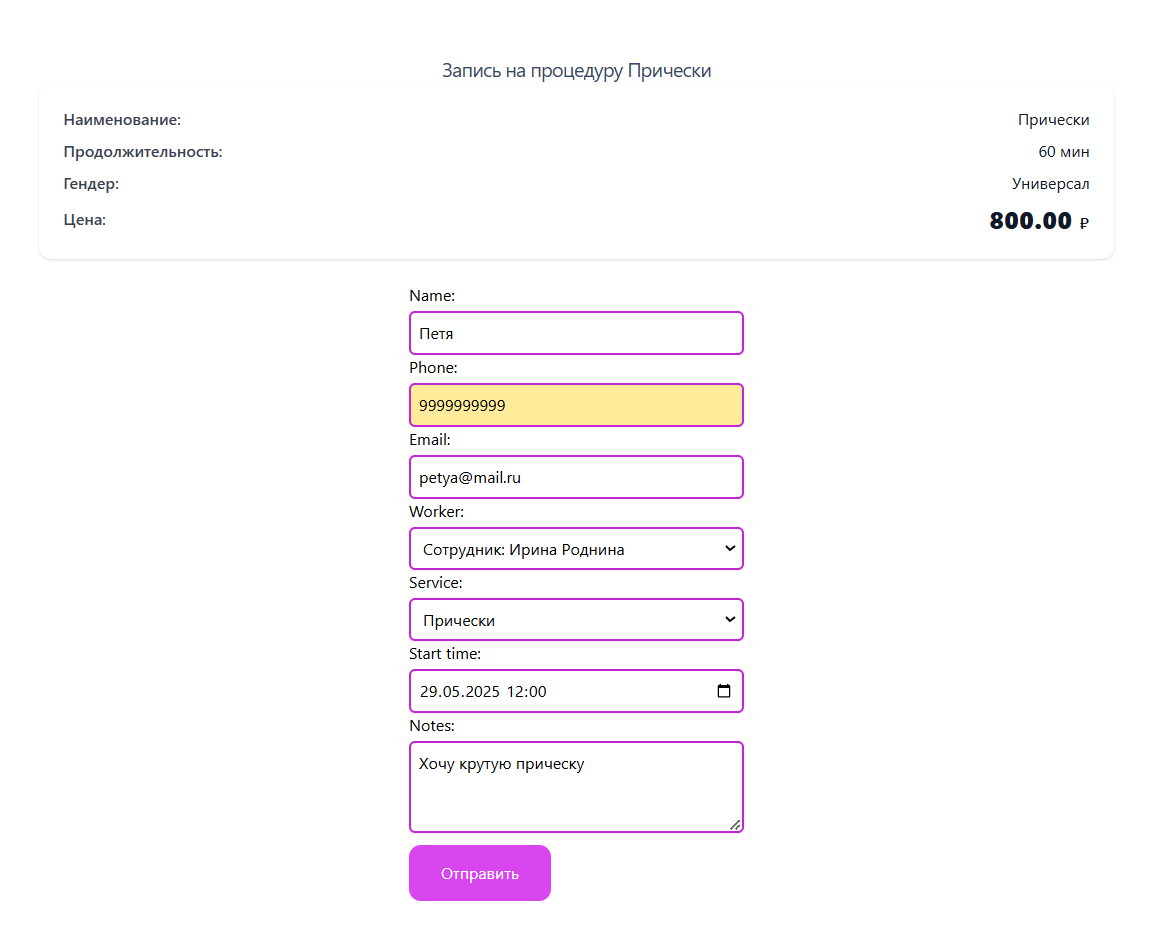 Запись на процедуру Прически
Наименование: Прически
Продолжительность: 60 мин
Гендер: Универсал
Цена: 800.00 ₽
Name:
Петя
Phone:
9999999999
Email:
petya@mail.ru
Worker:
Сотрудник: Ирина Роднина
Service:
Прически
Start time:
29.05.2025 12:00
Notes:
Хочу крутую прическу
Отправить